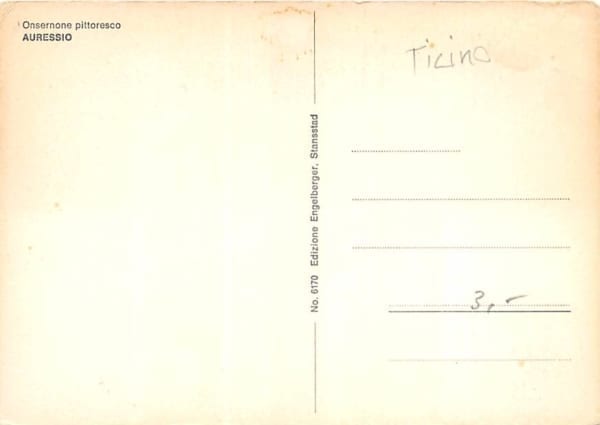 Onsernone pittoresco
AURESSIO
No. 6170 Edizione Engelberger, Stansstad
Ticino
3,-